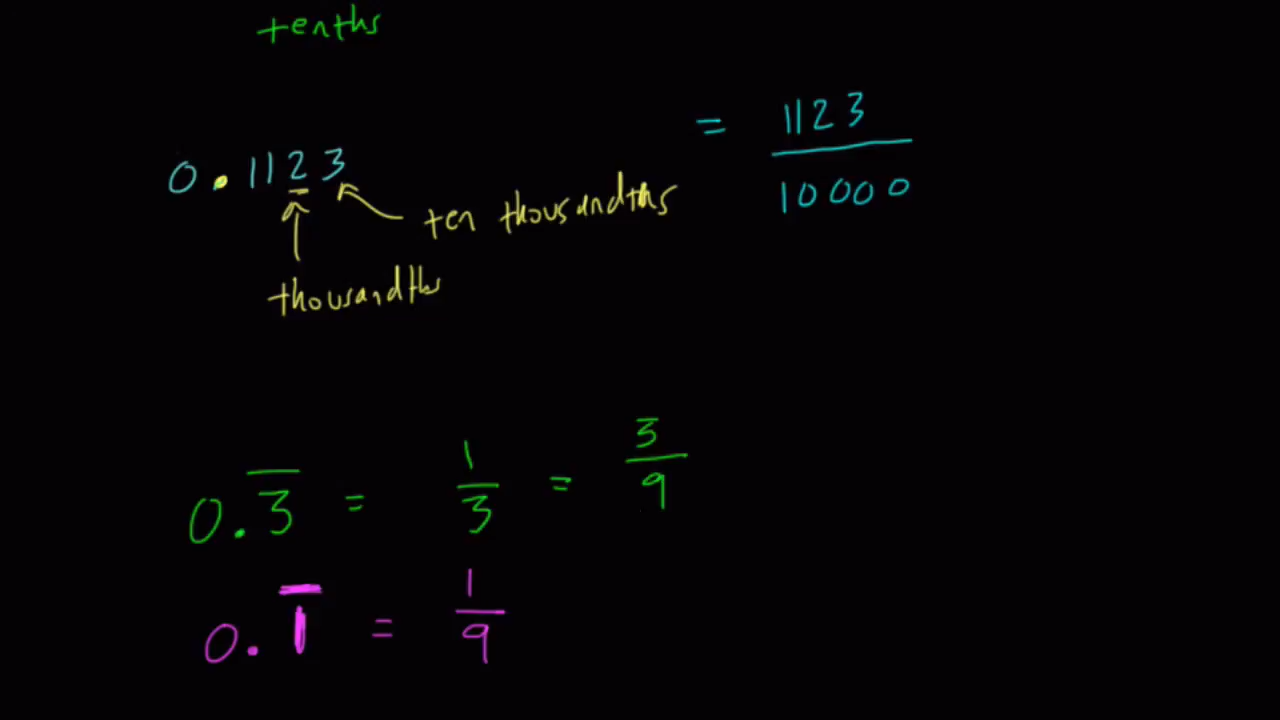 tenths
0.1123 = 1123/10000
ten thousandths
thousandths
0.3̅ = 1/3 = 3/9
0.1̅ = 1/9